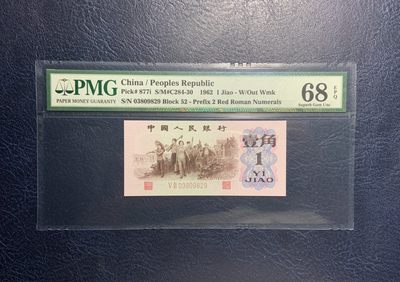 PMG
PAPER MONEY GUARANTY
China / Peoples Republic
Pick# 877i S/M#C284-30 1962 1 Jiao - W/Out Wmk
S/N 03809829 Block 52 - Prefix 2 Red Roman Numerals
68 EPQ
Superb Gem Unc
中國人民銀行
壹角
1
YI
JIAO
V B 03809829